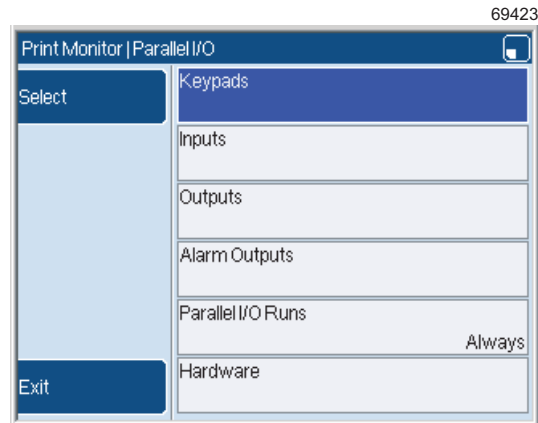 69423
Print Monitor | Parallel I/O
Select
Keypads
Inputs
Outputs
Alarm Outputs
Parallel I/O Runs
Always
Hardware
Exit